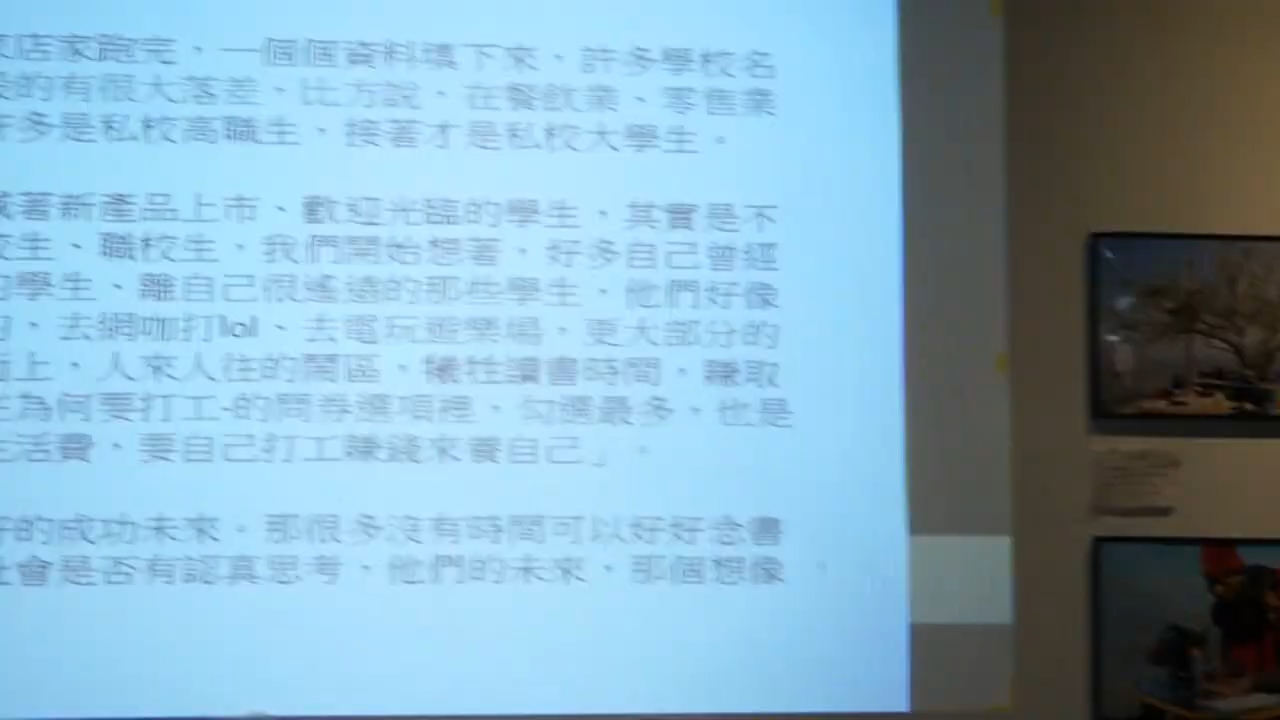 店家跑完，一個個資料填下來，許多學校名
的有很大落差，比方說，在餐飲業、零售業
許多是私校高職生，接著才是私校大學生。
喊著新產品上市、歡迎光臨的學生，其實是不
校生、職校生，我們開始想著，好多自己曾經
的學生、離自己很遙遠的那些學生，他們好像
的，去網咖打lol、去電玩遊樂場，更大部分的
上，人來人往的鬧區，犧牲讀書時間，賺取
在為何要打工-的問券選項裡，勾選最多，也是
生活費，要自己打工賺錢來養自己」。
好的成功未來。那很多沒有時間可以好好念書
社會是否有認真思考，他們的未來，那個想像